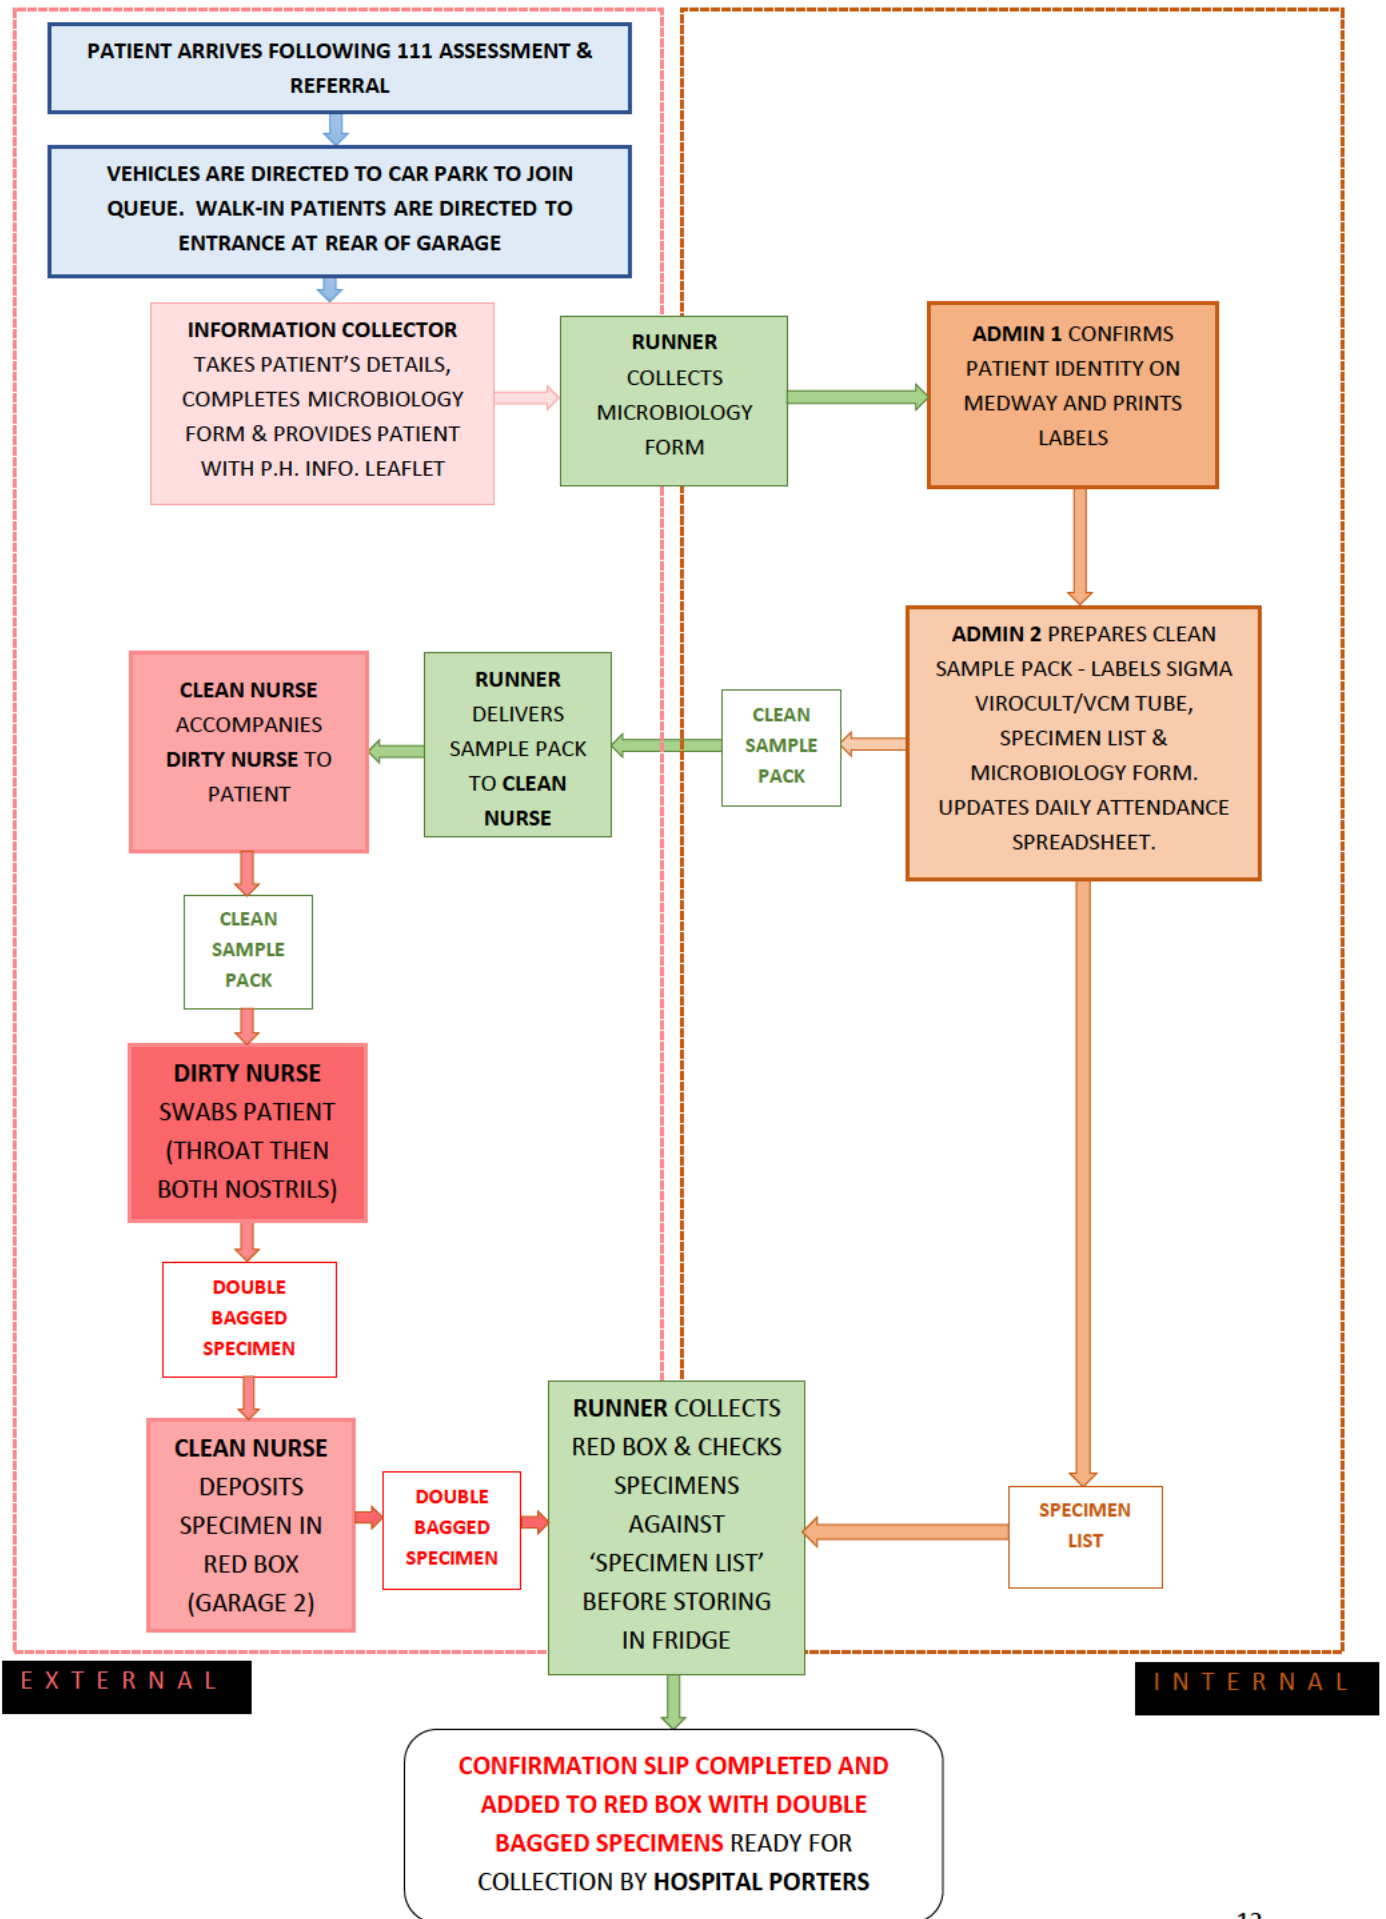 PATIENT ARRIVES FOLLOWING 111 ASSESSMENT &
REFERRAL
VEHICLES ARE DIRECTED TO CAR PARK TO JOIN
QUEUE. WALK-IN PATIENTS ARE DIRECTED TO
ENTRANCE AT REAR OF GARAGE
INFORMATION COLLECTOR
TAKES PATIENT'S DETAILS,
COMPLETES MICROBIOLOGY
FORM & PROVIDES PATIENT
WITH P.H. INFO. LEAFLET
RUNNER
COLLECTS
MICROBIOLOGY
FORM
ADMIN 1 CONFIRMS
PATIENT IDENTITY ON
MEDWAY AND PRINTS
LABELS
ADMIN 2 PREPARES CLEAN
SAMPLE PACK - LABELS SIGMA
VIROCULT/VCM TUBE,
SPECIMEN LIST &
MICROBIOLOGY FORM.
UPDATES DAILY ATTENDANCE
SPREADSHEET.
CLEAN
SAMPLE
PACK
RUNNER
DELIVERS
SAMPLE PACK
TO CLEAN
NURSE
CLEAN NURSE
ACCOMPANIES
DIRTY NURSE TO
PATIENT
CLEAN
SAMPLE
PACK
DIRTY NURSE
SWABS PATIENT
(THROAT THEN
BOTH NOSTRILS)
DOUBLE
BAGGED
SPECIMEN
CLEAN NURSE
DEPOSITS
SPECIMEN IN
RED BOX
(GARAGE 2)
DOUBLE
BAGGED
SPECIMEN
RUNNER COLLECTS
RED BOX & CHECKS
SPECIMENS
AGAINST
'SPECIMEN LIST'
BEFORE STORING
IN FRIDGE
SPECIMEN
LIST
EXTERNAL
INTERNAL
CONFIRMATION SLIP COMPLETED AND
ADDED TO RED BOX WITH DOUBLE
BAGGED SPECIMENS READY FOR
COLLECTION BY HOSPITAL PORTERS